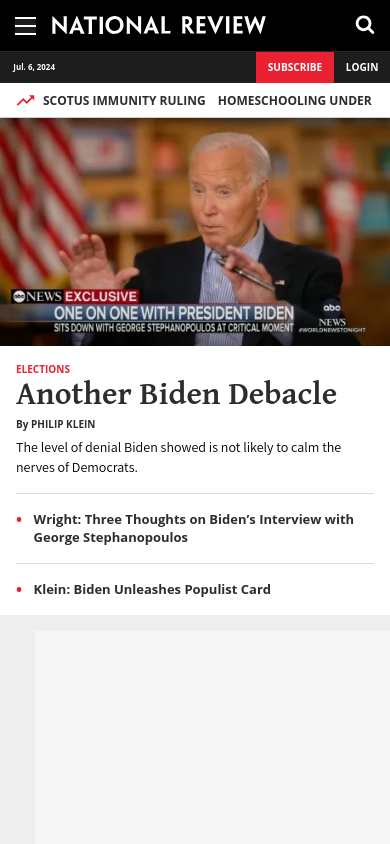 NATIONAL REVIEW
Jul. 6, 2024
SUBSCRIBE
LOGIN
SCOTUS IMMUNITY RULING
HOMESCHOOLING UNDER
abc NEWS EXCLUSIVE
ONE ON ONE WITH PRESIDENT BIDEN
SITS DOWN WITH GEORGE STEPHANOPOULOS AT CRITICAL MOMENT
abc
NEWS
#WORLDNEWSTONIGHT
ELECTIONS
Another Biden Debacle
By PHILIP KLEIN
The level of denial Biden showed is not likely to calm the
nerves of Democrats.
Wright: Three Thoughts on Biden’s Interview with
George Stephanopoulos
Klein: Biden Unleashes Populist Card